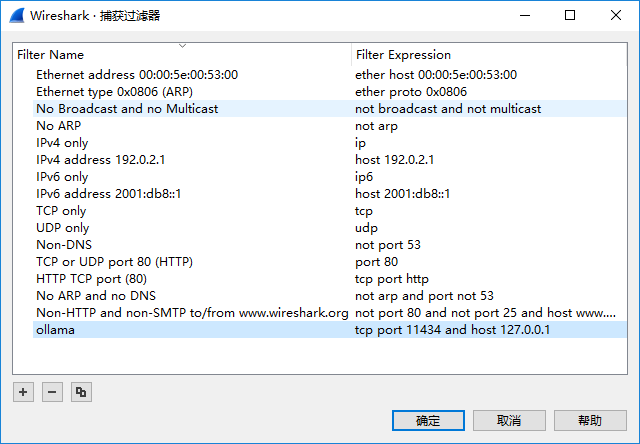 Wireshark · 捕获过滤器
Filter Name Filter Expression
Ethernet address 00:00:5e:00:53:00 ether host 00:00:5e:00:53:00
Ethernet type 0x0806 (ARP) ether proto 0x0806
No Broadcast and no Multicast not broadcast and not multicast
No ARP not arp
IPv4 only ip
IPv4 address 192.0.2.1 host 192.0.2.1
IPv6 only ip6
IPv6 address 2001:db8::1 host 2001:db8::1
TCP only tcp
UDP only udp
Non-DNS not port 53
TCP or UDP port 80 (HTTP) port 80
HTTP TCP port (80) tcp port http
No ARP and no DNS not arp and port not 53
Non-HTTP and non-SMTP to/from www.wireshark.org not port 80 and not port 25 and host www....
ollama tcp port 11434 and host 127.0.0.1
确定 取消 帮助